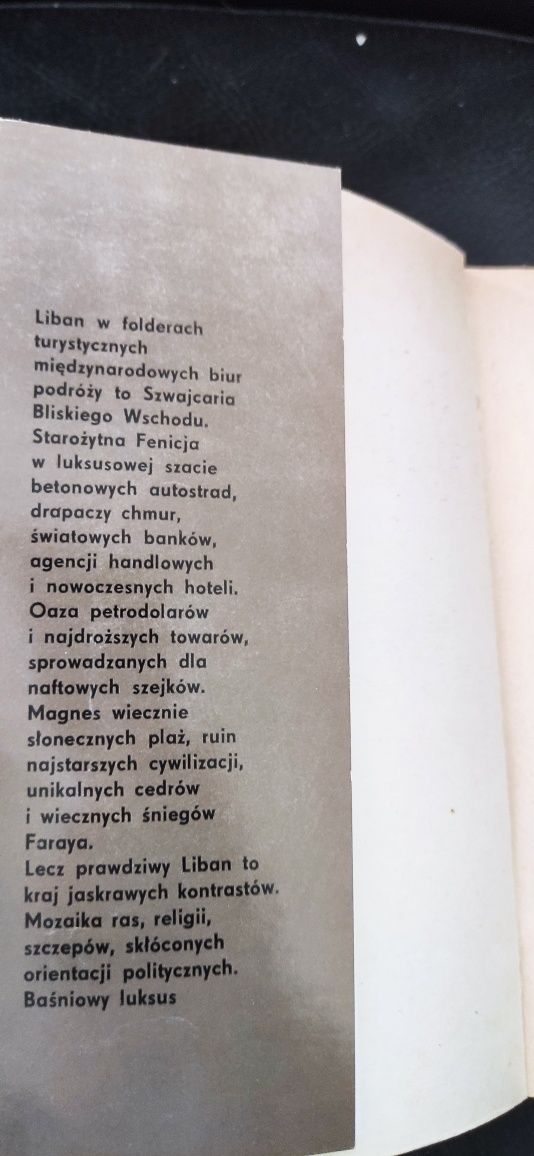 Liban w folderach
turystycznych
międzynarodowych biur
podróży to Szwajcaria
Bliskiego Wschodu.
Starożytna Fenicja
w luksusowej szacie
betonowych autostrad,
drapaczy chmur,
światowych banków,
agencji handlowych
i nowoczesnych hoteli.
Oaza petrodolarów
i najdroższych towarów,
sprowadzanych dla
naftowych szejków.
Magnes wiecznie
słonecznych plaż, ruin
najstarszych cywilizacji,
unikalnych cedrów
i wiecznych śniegów
Faraya.
Lecz prawdziwy Liban to
kraj jaskrawych kontrastów.
Mozaika ras, religii,
szczepów, skłóconych
orientacji politycznych.
Baśniowy luksus